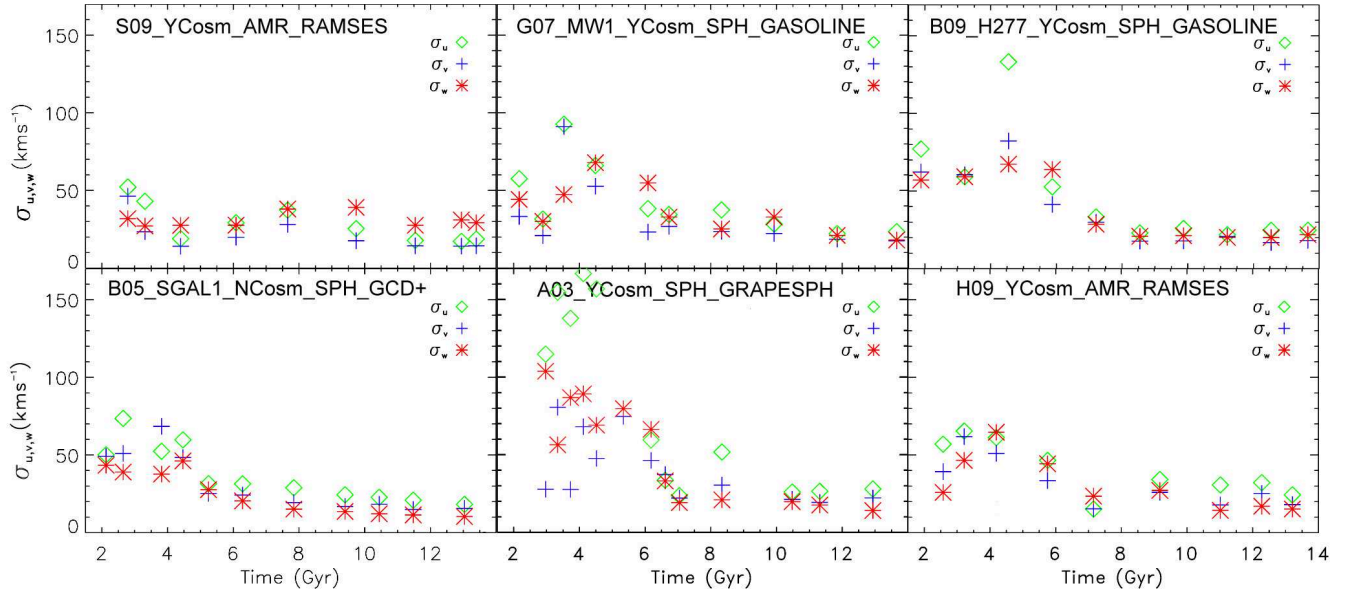 S09_YCosm_AMR_RAMSES
G07_MW1_YCosm_SPH_GASOLINE
B09_H277_YCosm_SPH_GASOLINE
σu
σv
σw
σu
σv
σw
σu
σv
σw
150
100
50
0
σu,v,w(kms⁻¹)
B05_SGAL1_NCosm_SPH_GCD+
A03_YCosm_SPH_GRAPESPH
H09_YCosm_AMR_RAMSES
σu
σv
σw
σu
σv
σw
σu
σv
σw
150
100
50
0
σu,v,w(kms⁻¹)
2 4 6 8 10 12
2 4 6 8 10 12
2 4 6 8 10 12 14
Time (Gyr)
Time (Gyr)
Time (Gyr)